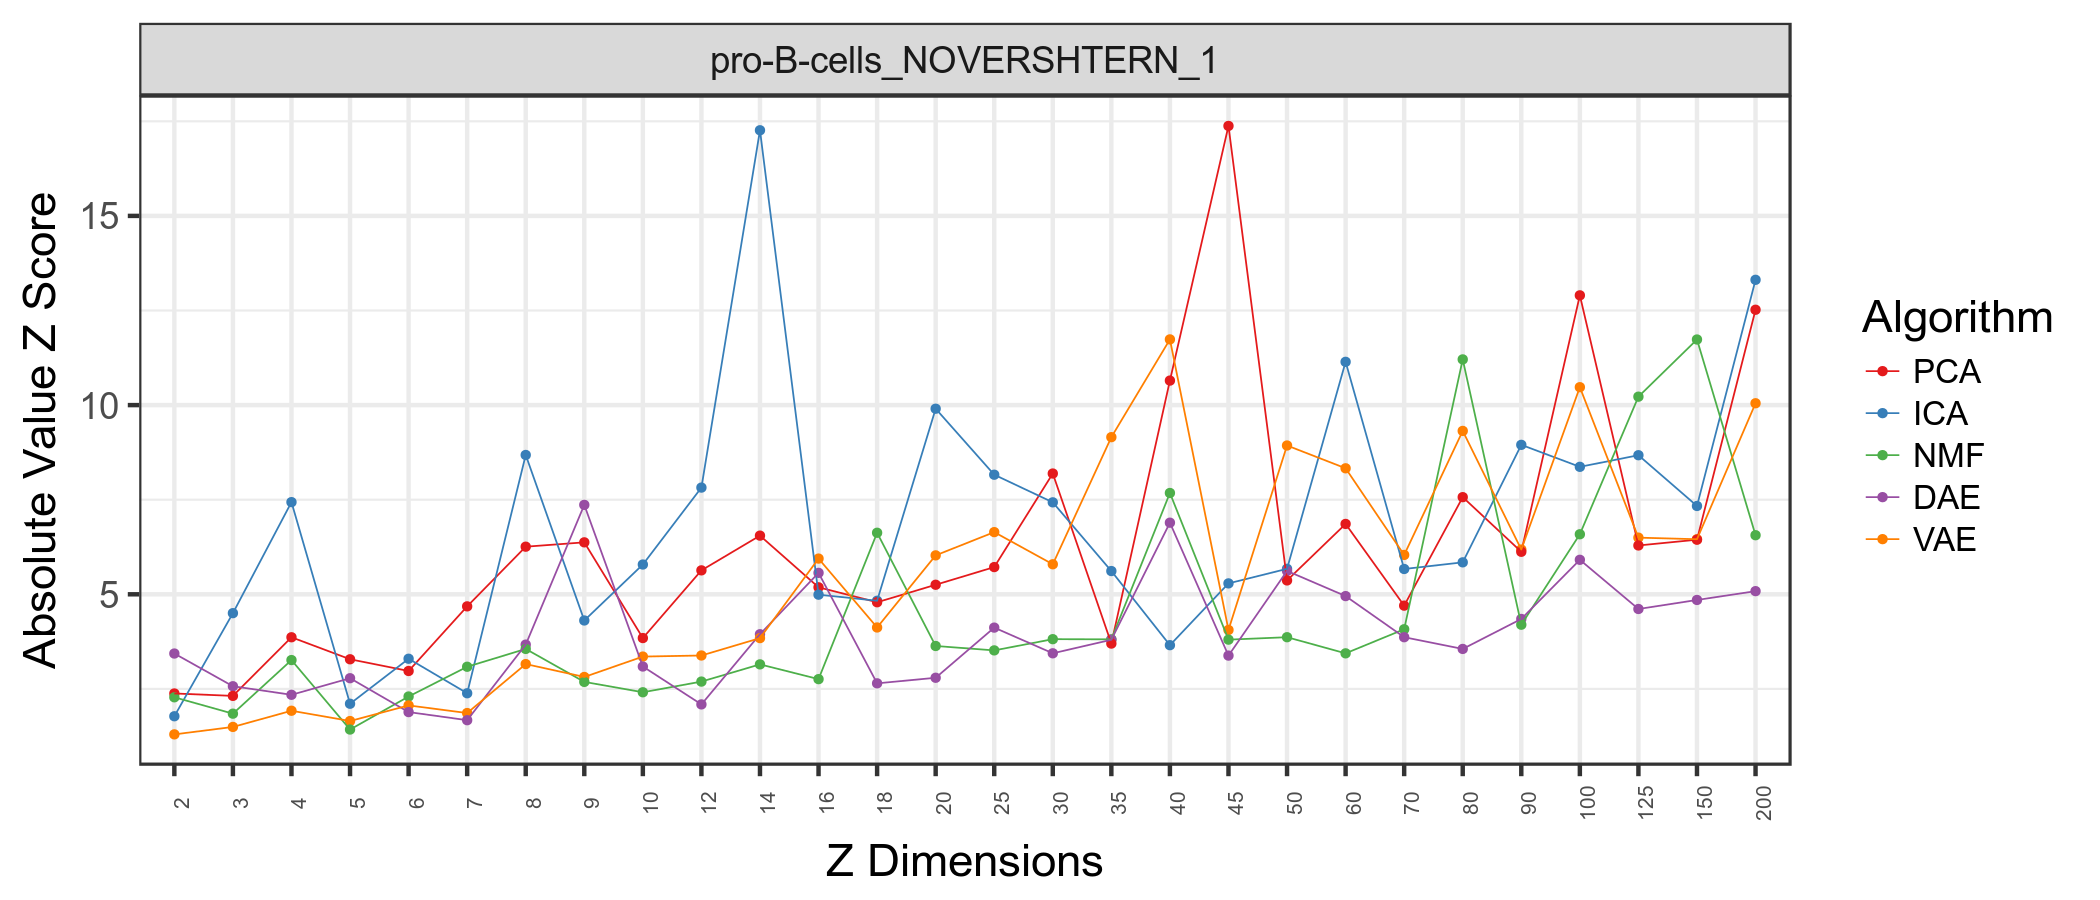 pro-B-cells_NOVERSHTERN_1
Absolute Value Z Score
15
10
5
2 3 4 5 6 7 8 9 10 12 14 16 18 20 25 30 35 40 45 50 60 70 80 90 100 125 150 200
Z Dimensions
Algorithm
PCA
ICA
NMF
DAE
VAE